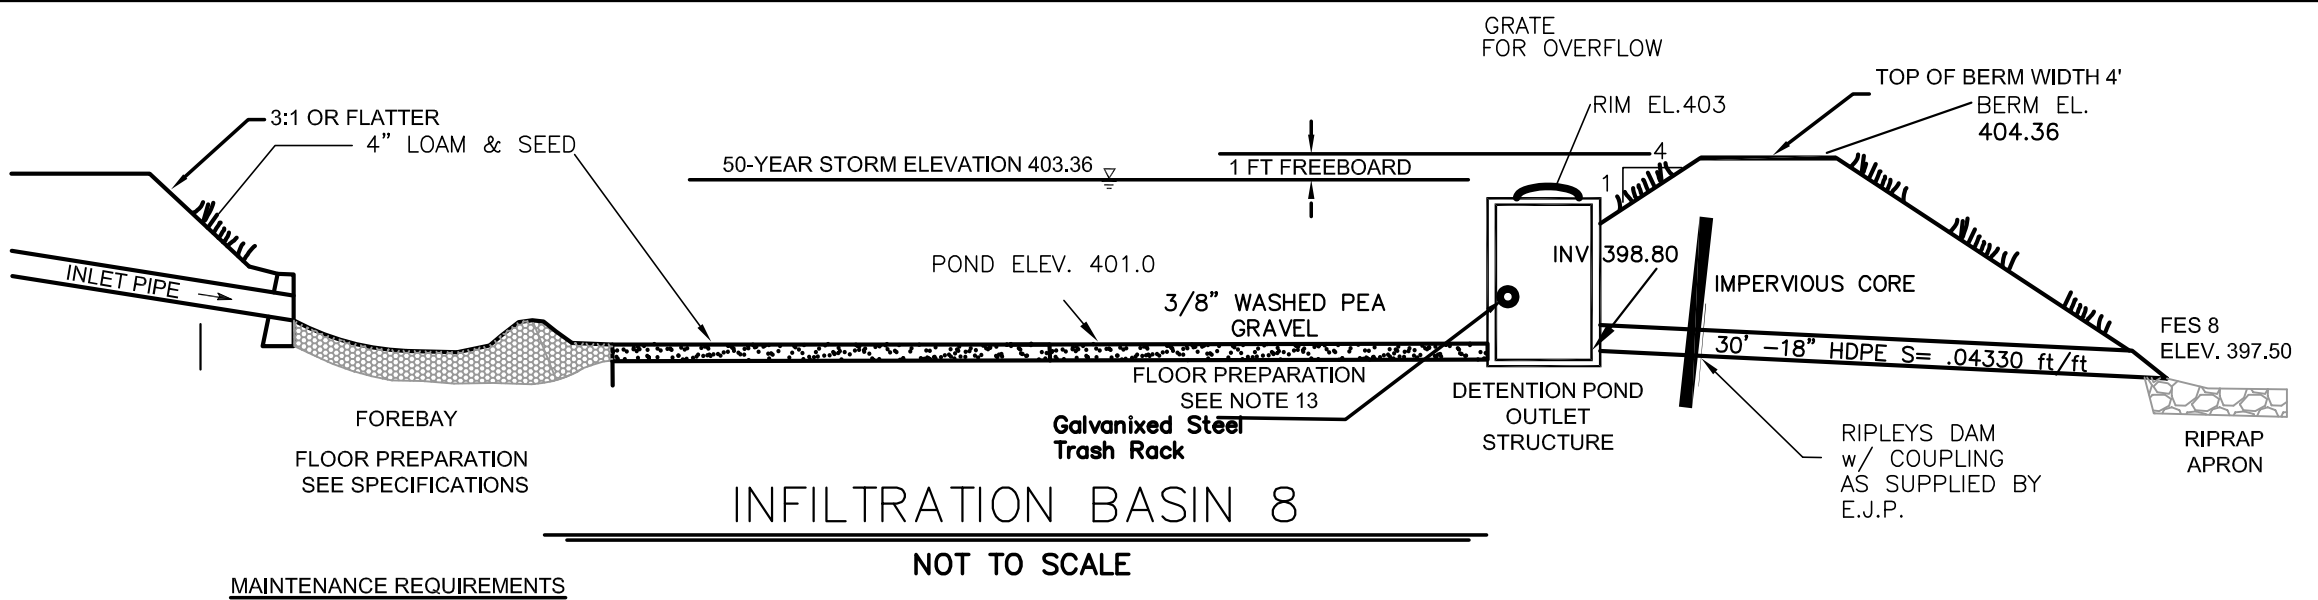 GRATE
FOR OVERFLOW
3:1 OR FLATTER
4" LOAM & SEED
50-YEAR STORM ELEVATION 403.36
1 FT FREEBOARD
RIM EL.403
TOP OF BERM WIDTH 4'
BERM EL.
404.36
4
1
INLET PIPE
POND ELEV. 401.0
3/8" WASHED PEA
GRAVEL
INV 398.80
IMPERVIOUS CORE
30' -18" HDPE S= .04330 ft/ft
FES 8
ELEV. 397.50
FOREBAY
FLOOR PREPARATION
SEE SPECIFICATIONS
FLOOR PREPARATION
SEE NOTE 13
Galvanixed Steel
Trash Rack
DETENTION POND
OUTLET
STRUCTURE
RIPLEYS DAM
w/ COUPLING
AS SUPPLIED BY
E.J.P.
RIPRAP
APRON
INFILTRATION BASIN 8
NOT TO SCALE
MAINTENANCE REQUIREMENTS